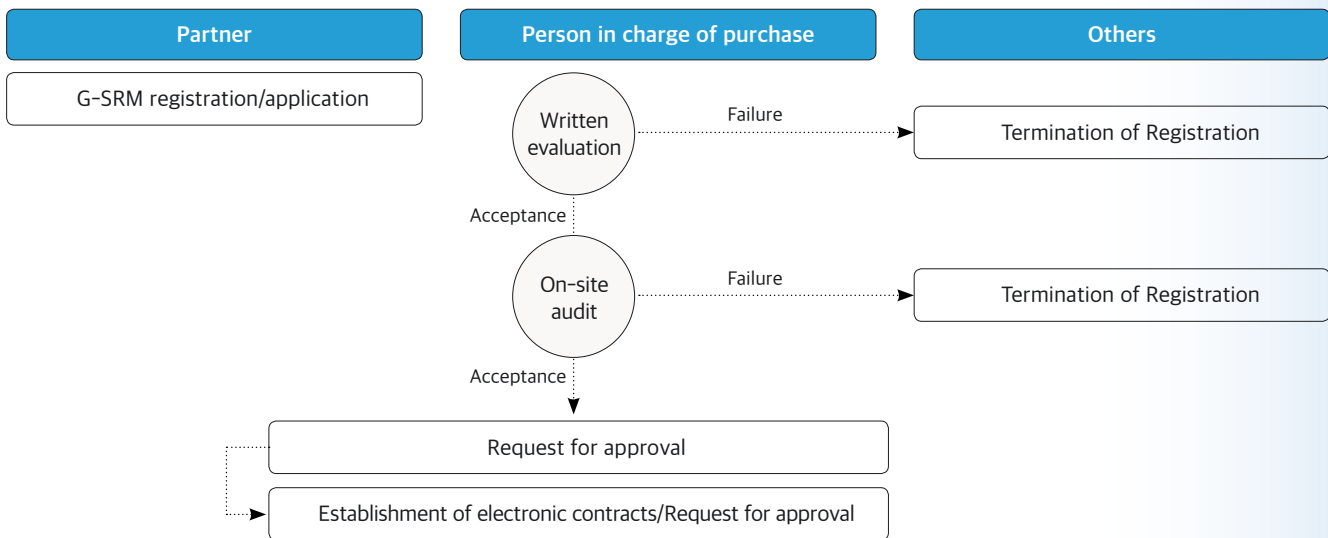 Partner
Person in charge of purchase
Others
G-SRM registration/application
Written
evaluation
Failure
Termination of Registration
Acceptance
On-site
audit
Failure
Termination of Registration
Acceptance
Request for approval
Establishment of electronic contracts/Request for approval